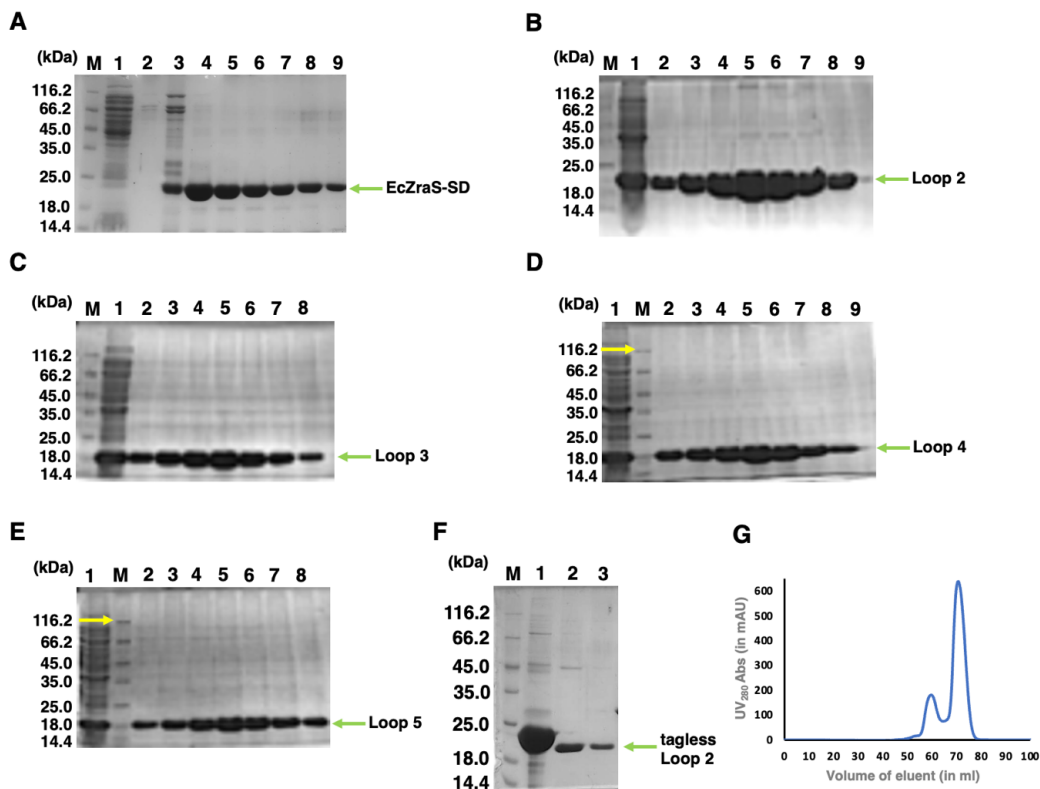 A
(kDa) M 1 2 3 4 5 6 7 8 9
116.2
66.2
45.0
35.0
25.0
18.0
14.4
EcZraS-SD
B
(kDa) M 1 2 3 4 5 6 7 8 9
116.2
66.2
45.0
35.0
25.0
18.0
14.4
Loop 2
C
(kDa) M 1 2 3 4 5 6 7 8
116.2
66.2
45.0
35.0
25.0
18.0
14.4
Loop 3
D
(kDa) 1 M 2 3 4 5 6 7 8 9
116.2
66.2
45.0
35.0
25.0
18.0
14.4
Loop 4
E
(kDa) 1 M 2 3 4 5 6 7 8
116.2
66.2
45.0
35.0
25.0
18.0
14.4
Loop 5
F
(kDa) M 1 2 3
116.2
66.2
45.0
35.0
25.0
18.0
14.4
tagless
Loop 2
G
UV280 Abs (in mAU)
600
500
400
300
200
100
0
0 10 20 30 40 50 60 70 80 90 100
Volume of eluent (in ml)